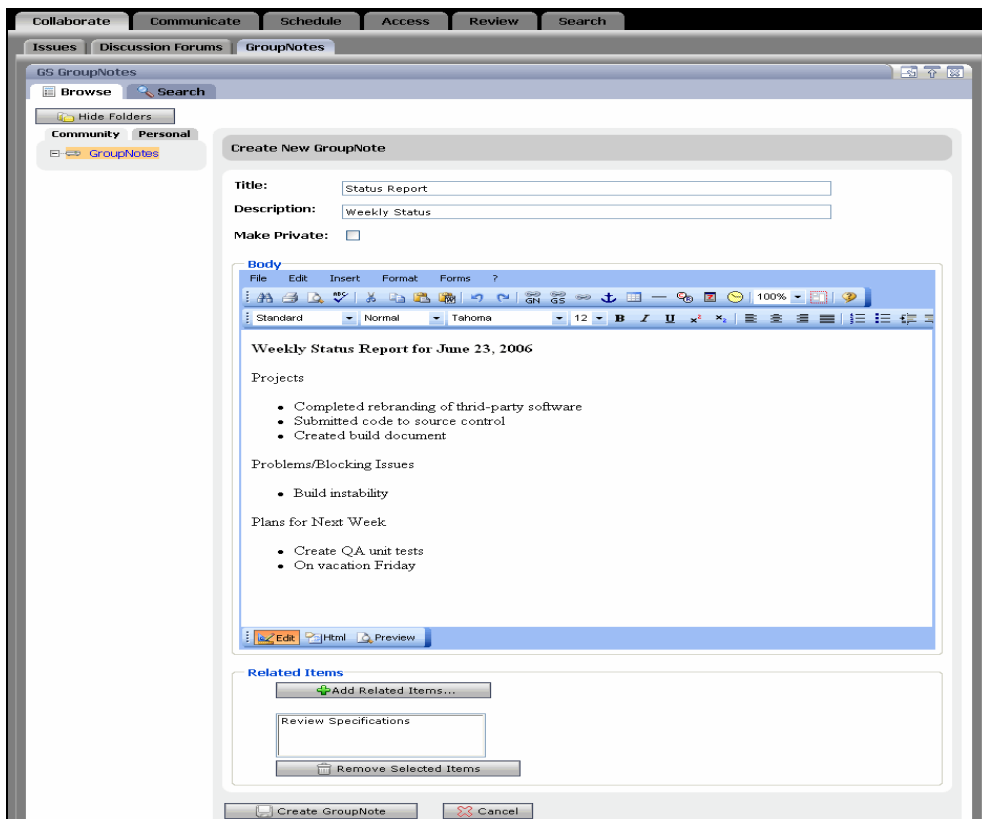 Collaborate Communicate Schedule Access Review Search
Issues Discussion Forums GroupNotes
GS GroupNotes
Browse Search
Hide Folders
Community Personal
GroupNotes
Create New GroupNote
Title: Status Report
Description: Weekly Status
Make Private:
Body
File Edit Insert Format Forms ?
ABC W GN GS 100%
Standard Normal Tahoma 12 B I U x² x₂
Weekly Status Report for June 23, 2006
Projects
• Completed rebranding of thrid-party software
• Submitted code to source control
• Created build document
Problems/Blocking Issues
• Build instability
Plans for Next Week
• Create QA unit tests
• On vacation Friday
Edit Html Preview
Related Items
Add Related Items...
Review Specifications
Remove Selected Items
Create GroupNote Cancel